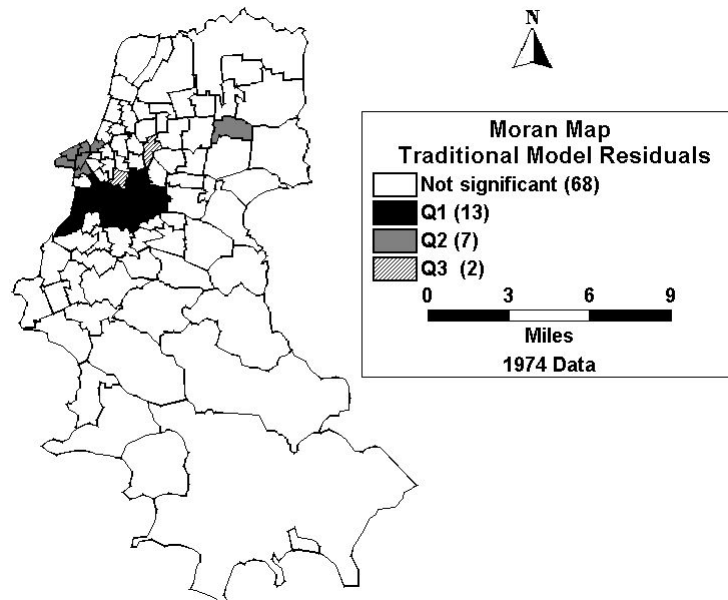 N
Moran Map
Traditional Model Residuals
Not significant (68)
Q1 (13)
Q2 (7)
Q3 (2)
0 3 6 9
Miles
1974 Data